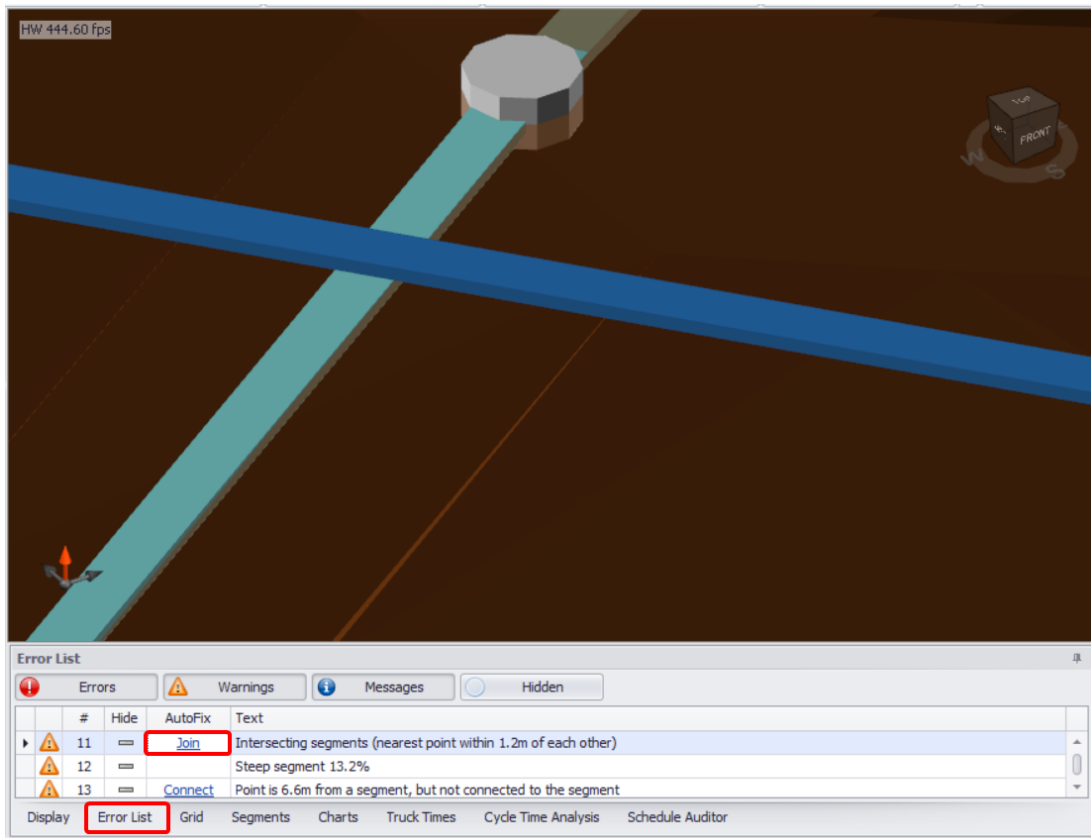 HW 444.60 fps
TOP
FRONT
W
S
Error List
Errors Warnings Messages Hidden
# Hide AutoFix Text
11 Join Intersecting segments (nearest point within 1.2m of each other)
12 Steep segment 13.2%
13 Connect Point is 6.6m from a segment, but not connected to the segment
Display Error List Grid Segments Charts Truck Times Cycle Time Analysis Schedule Auditor